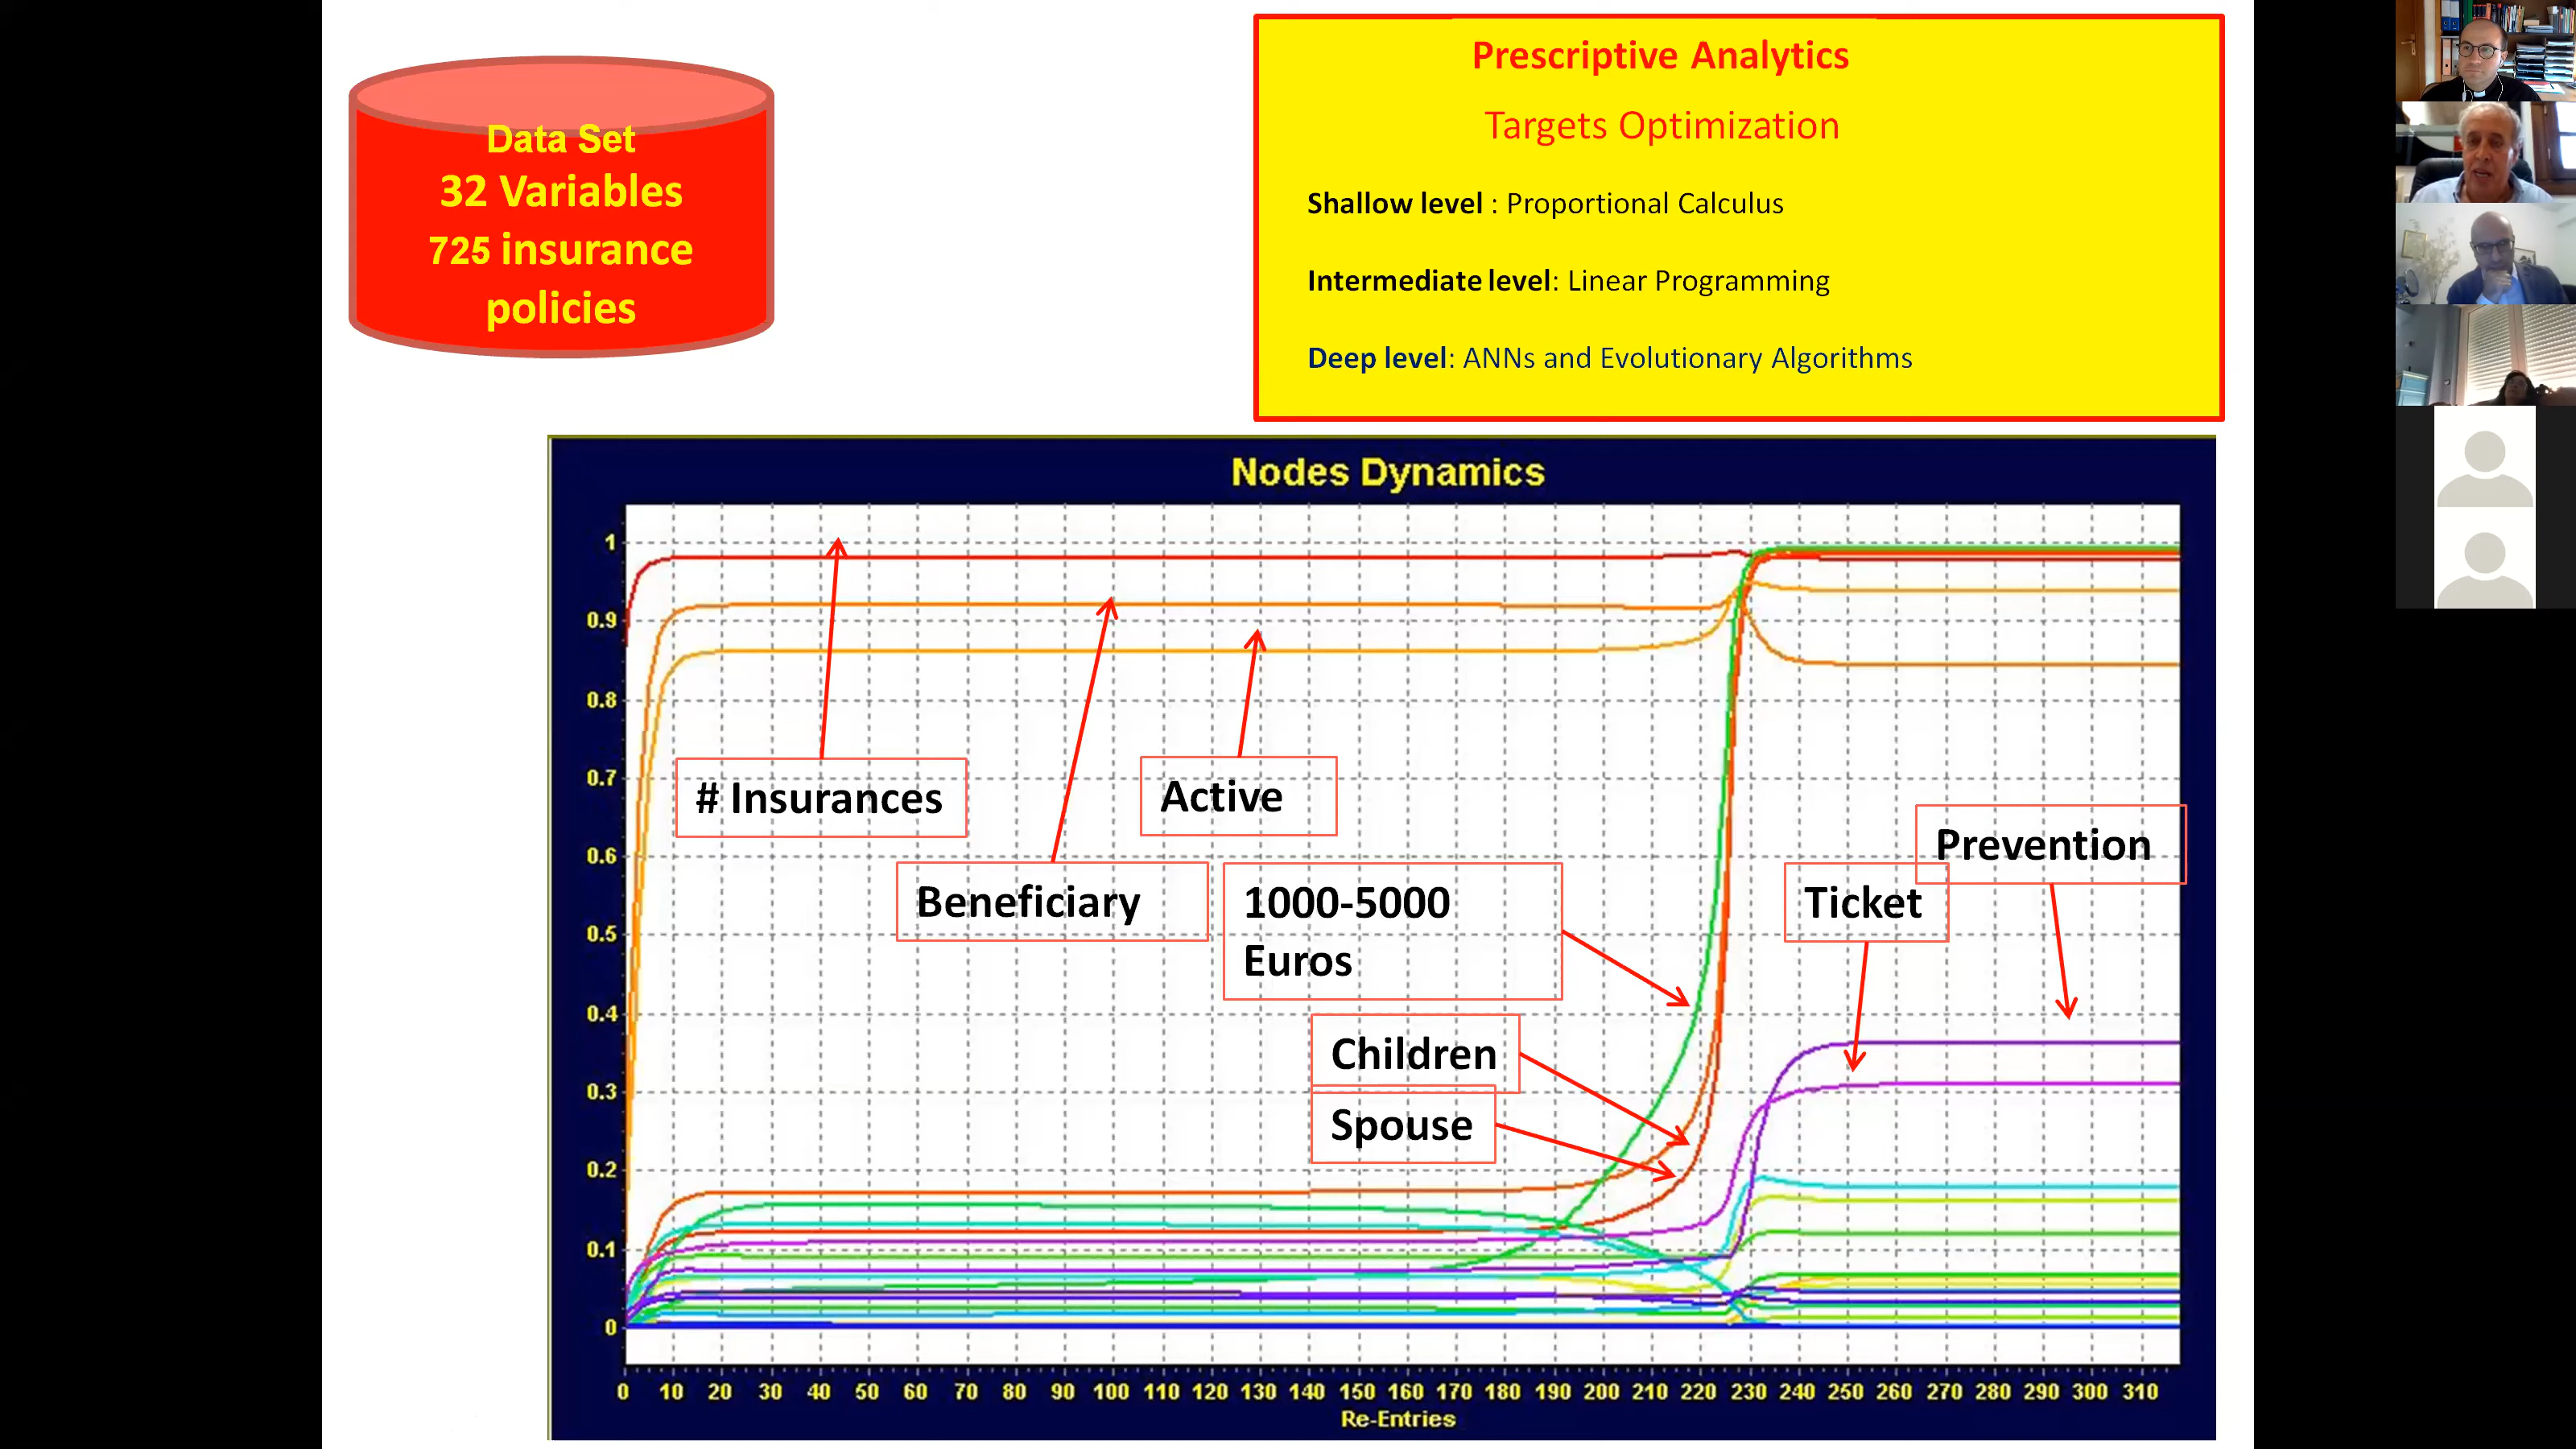 Data Set
32 Variables
725 insurance
policies
Prescriptive Analytics
Targets Optimization
Shallow level : Proportional Calculus
Intermediate level: Linear Programming
Deep level: ANNs and Evolutionary Algorithms
Nodes Dynamics
1
0.9
0.8
0.7
0.6
0.5
0.4
0.3
0.2
0.1
0
# Insurances
Active
Beneficiary
1000-5000
Euros
Children
Spouse
Ticket
Prevention
0 10 20 30 40 50 60 70 80 90 100 110 120 130 140 150 160 170 180 190 200 210 220 230 240 250 260 270 280 290 300 310
Re-Entries